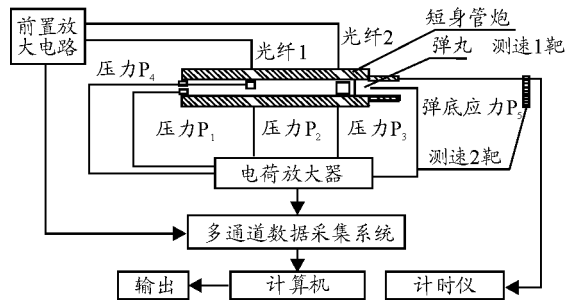 前置放
大电路
光纤1
光纤2
短身管炮
弹丸
测速1靶
压力P4
弹底应力P5
压力P1
压力P2
压力P3
测速2靶
电荷放大器
多通道数据采集系统
输出
计算机
计时仪